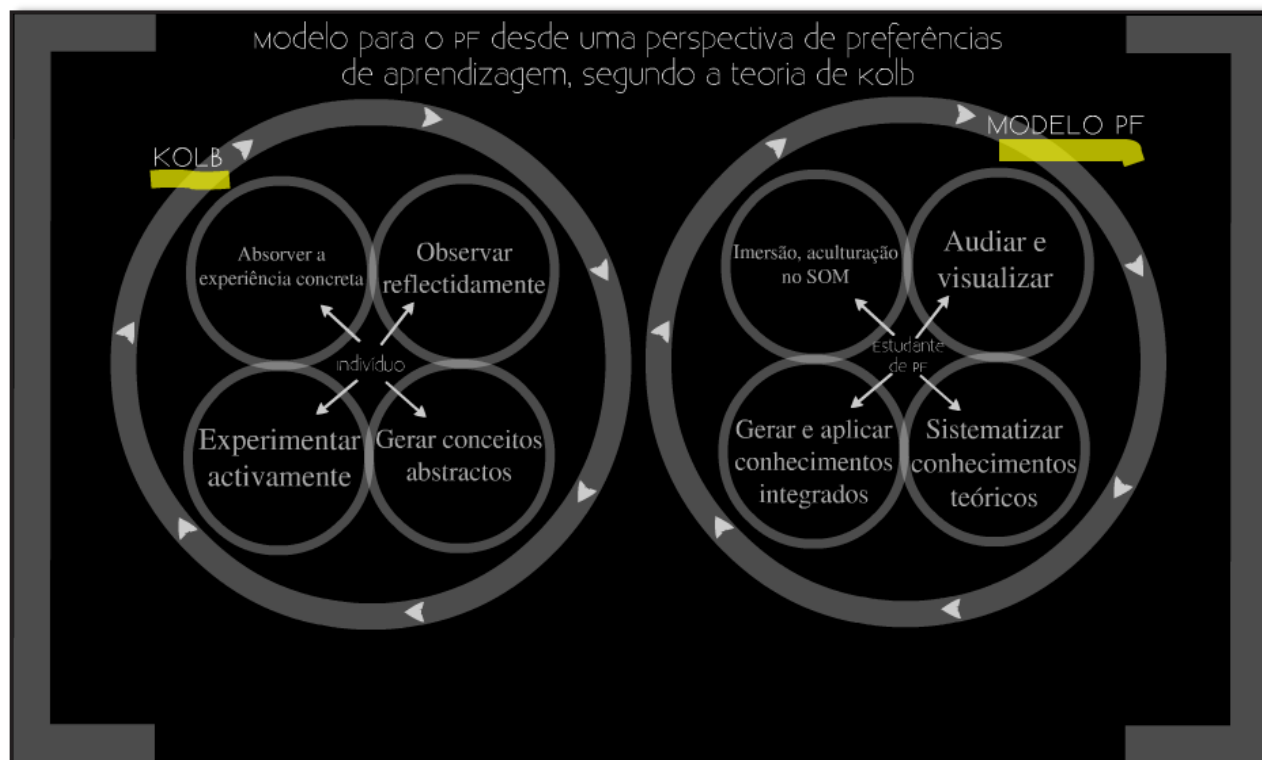 Modelo para o PF desde uma perspectiva de preferências
de aprendizagem, segundo a teoria de Kolb
KOLB
Absorver a
experiência concreta
Observar
reflectidamente
Indivíduo
Experimentar
activamente
Gerar conceitos
abstractos
MODELO PF
Imersão, aculturação
no SOM
Audiar e
visualizar
Estudante
de PF
Gerar e aplicar
conhecimentos
integrados
Sistematizar
conhecimentos
teóricos